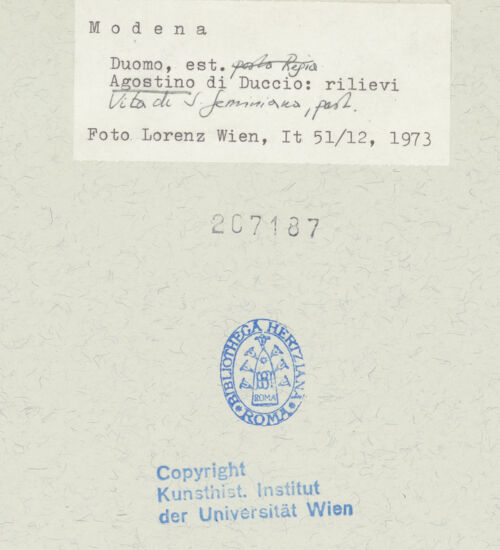 M o d e n a
Duomo, est. porta Regia
Agostino di Duccio: rilievi
Vita di S. Geminiano, part.
Foto Lorenz Wien, It 51/12, 1973
207187
BIBLIOTHECA HERTZIANA
ROMA
ROMA
Copyright
Kunsthist. Institut
der Universität Wien